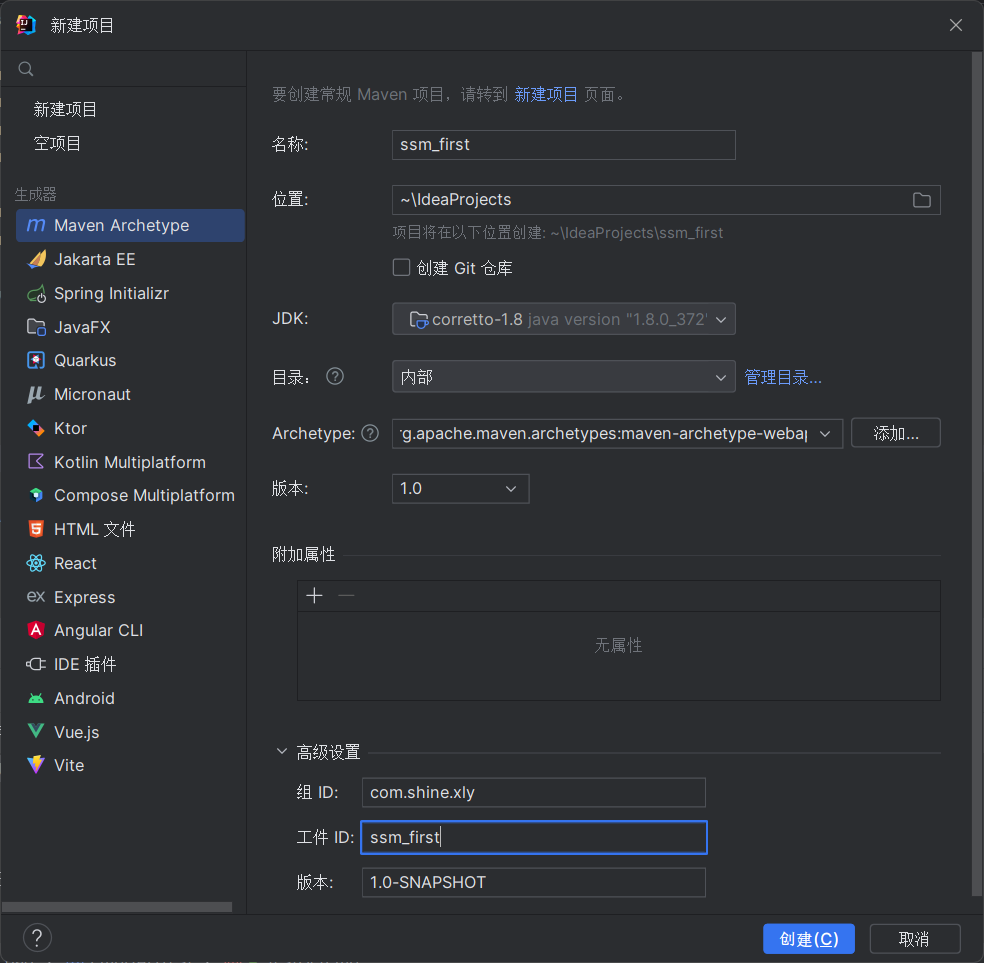 新建项目
新建项目
空项目
生成器
Maven Archetype
Jakarta EE
Spring Initializr
JavaFX
Quarkus
Micronaut
Ktor
Kotlin Multiplatform
Compose Multiplatform
HTML 文件
React
Express
Angular CLI
IDE 插件
Android
Vue.js
Vite
要创建常规 Maven 项目，请转到 新建项目 页面。
名称: ssm_first
位置: ~\IdeaProjects
项目将在以下位置创建: ~\IdeaProjects\ssm_first
创建 Git 仓库
JDK: corretto-1.8 java version "1.8.0_372"
目录： ? 内部 管理目录...
Archetype: ? rg.apache.maven.archetypes:maven-archetype-webap 添加...
版本: 1.0
附加属性
无属性
高级设置
组 ID: com.shine.xly
工件 ID: ssm_first
版本: 1.0-SNAPSHOT
? 创建(C) 取消